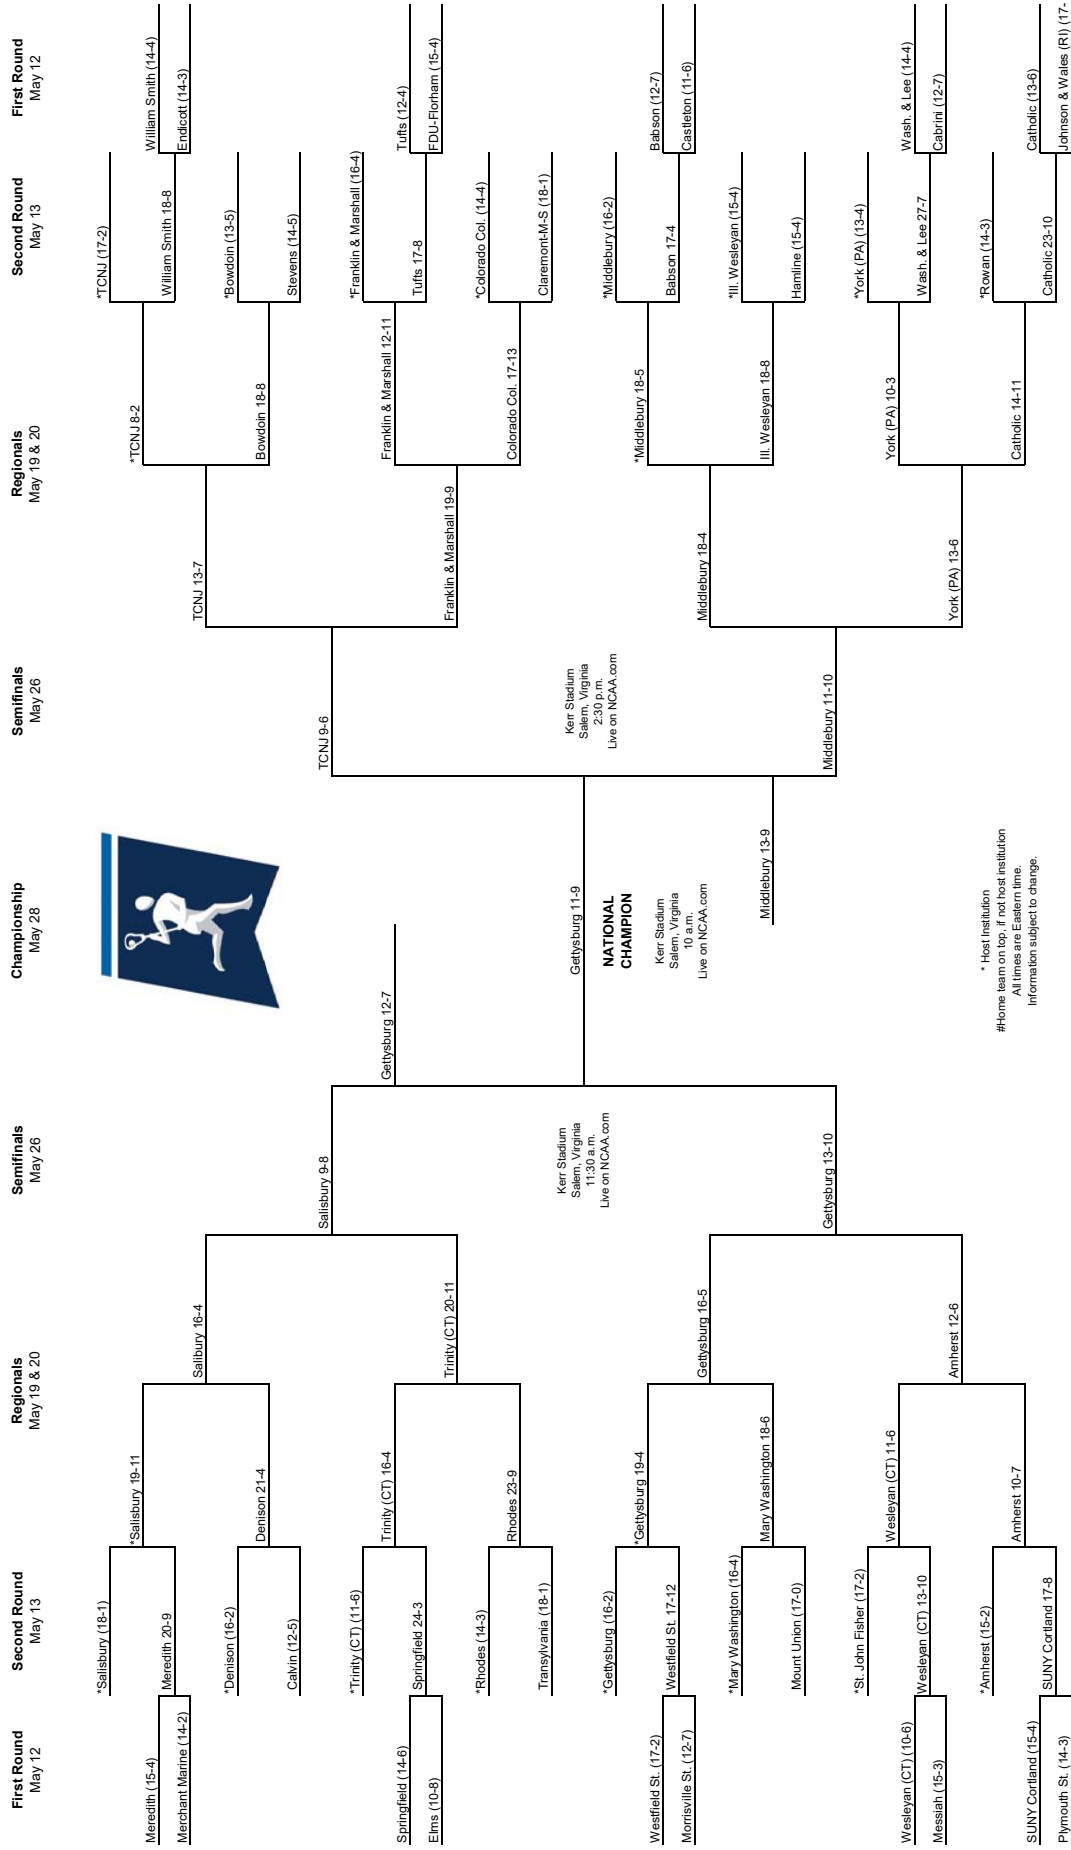 First Round
May 12
Second Round
May 13
Regionals
May 19 & 20
Semifinals
May 26
Championship
May 28
Semifinals
May 26
Regionals
May 19 & 20
Second Round
May 13
First Round
May 12
Meredith (15-4)
Merchant Marine (14-2)
Springfield (14-6)
Elms (10-8)
Westfield St. (17-2)
Morrisville St. (12-7)
Wesleyan (CT) (10-6)
Messiah (15-3)
SUNY Cortland (15-4)
Plymouth St. (14-3)
*Salisbury (18-1)
Meredith 20-9
*Denison (16-2)
Calvin (12-5)
*Trinity (CT) (11-6)
Springfield 24-3
*Rhodes (14-3)
Transylvania (18-1)
*Gettysburg (16-2)
Westfield St. 17-12
*Mary Washington (16-4)
Mount Union (17-0)
*St. John Fisher (17-2)
Wesleyan (CT) 13-10
*Amherst (15-2)
SUNY Cortland 17-8
*Salisbury 19-11
Denison 21-4
Trinity (CT) 16-4
Rhodes 23-9
*Gettysburg 19-4
Mary Washington 18-6
Wesleyan (CT) 11-6
Amherst 10-7
Salibury 16-4
Trinity (CT) 20-11
Gettysburg 16-5
Amherst 12-6
Salisbury 9-8
Kerr Stadium
Salem, Virginia
11:30 a.m.
Live on NCAA.com
Gettysburg 13-10
Gettysburg 12-7
Gettysburg 11-9
NATIONAL
CHAMPION
Kerr Stadium
Salem, Virginia
10 a.m.
Live on NCAA.com
Middlebury 13-9
* Host Institution
#Home team on top, if not host institution
All times are Eastern time.
Information subject to change.
TCNJ 9-6
Kerr Stadium
Salem, Virginia
2:30 p.m.
Live on NCAA.com
Middlebury 11-10
TCNJ 13-7
Franklin & Marshall 19-9
Middlebury 18-4
York (PA) 13-6
*TCNJ 8-2
Bowdoin 18-8
Franklin & Marshall 12-11
Colorado Col. 17-13
*Middlebury 18-5
Ill. Wesleyan 18-8
York (PA) 10-3
Catholic 14-11
*TCNJ (17-2)
William Smith 18-8
*Bowdoin (13-5)
Stevens (14-5)
*Franklin & Marshall (16-4)
Tufts 17-8
*Colorado Col. (14-4)
Claremont-M-S (18-1)
*Middlebury (16-2)
Babson 17-4
*Ill. Wesleyan (15-4)
Hamline (15-4)
*York (PA) (13-4)
Wash. & Lee 27-7
*Rowan (14-3)
Catholic 23-10
William Smith (14-4)
Endicott (14-3)
Tufts (12-4)
FDU-Florham (15-4)
Babson (12-7)
Castleton (11-6)
Wash. & Lee (14-4)
Cabrini (12-7)
Catholic (13-6)
Johnson & Wales (RI) (17-